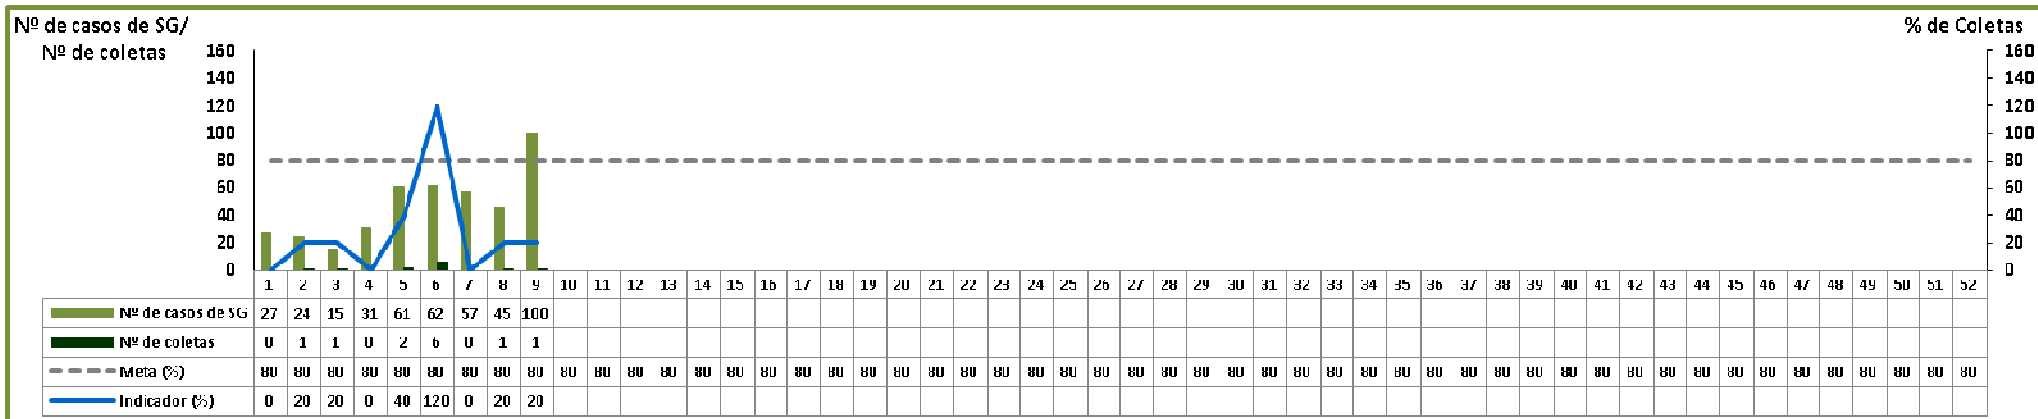 Nº de casos de SG/
Nº de coletas
% de Coletas
160 160
140 140
120 120
100 100
80 80
60 60
40 40
20 20
0 0
1 2 3 4 5 6 7 8 9 10 11 12 13 14 15 16 17 18 19 20 21 22 23 24 25 26 27 28 29 30 31 32 33 34 35 36 37 38 39 40 41 42 43 44 45 46 47 48 49 50 51 52
Nº de casos de SG 27 24 15 31 61 62 57 45 100
Nº de coletas 0 1 1 0 2 6 0 1 1
Meta (%) 80 80 80 80 80 80 80 80 80 80 80 80 80 80 80 80 80 80 80 80 80 80 80 80 80 80 80 80 80 80 80 80 80 80 80 80 80 80 80 80 80 80 80 80 80 80 80 80 80 80 80 80
Indicador (%) 0 20 20 0 40 120 0 20 20